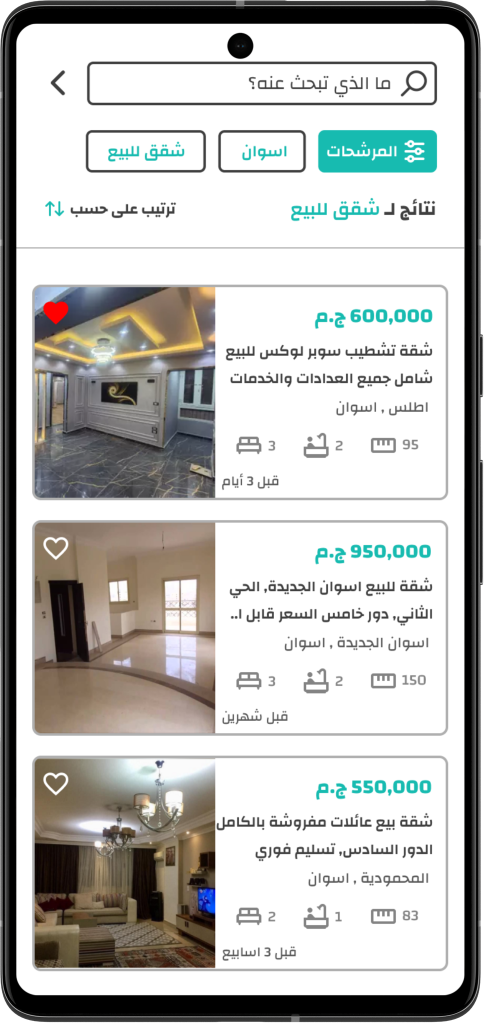 ما الذي تبحث عنه؟
المرشحات
اسوان
شقق للبيع
نتائج لـ شقق للبيع
ترتيب على حسب
600,000 ج.م
شقة تشطيب سوبر لوكس للبيع
شامل جميع العدادات والخدمات
اطلس , اسوان
95
2
3
قبل 3 أيام
950,000 ج.م
شقة للبيع اسوان الجديدة, الحي
الثاني, دور خامس السعر قابل ا..
اسوان الجديدة , اسوان
150
2
3
قبل شهرين
550,000 ج.م
شقة بيع عائلات مفروشة بالكامل
الدور السادس, تسليم فوري
المحمودية , اسوان
83
1
2
قبل 3 اسابيع